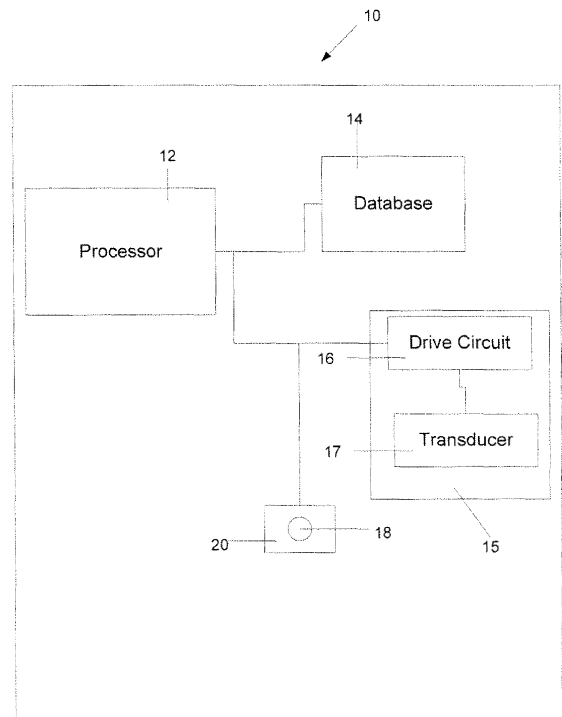 10
14
12
Database
Processor
Drive Circuit
16
Transducer
17
18
20
15